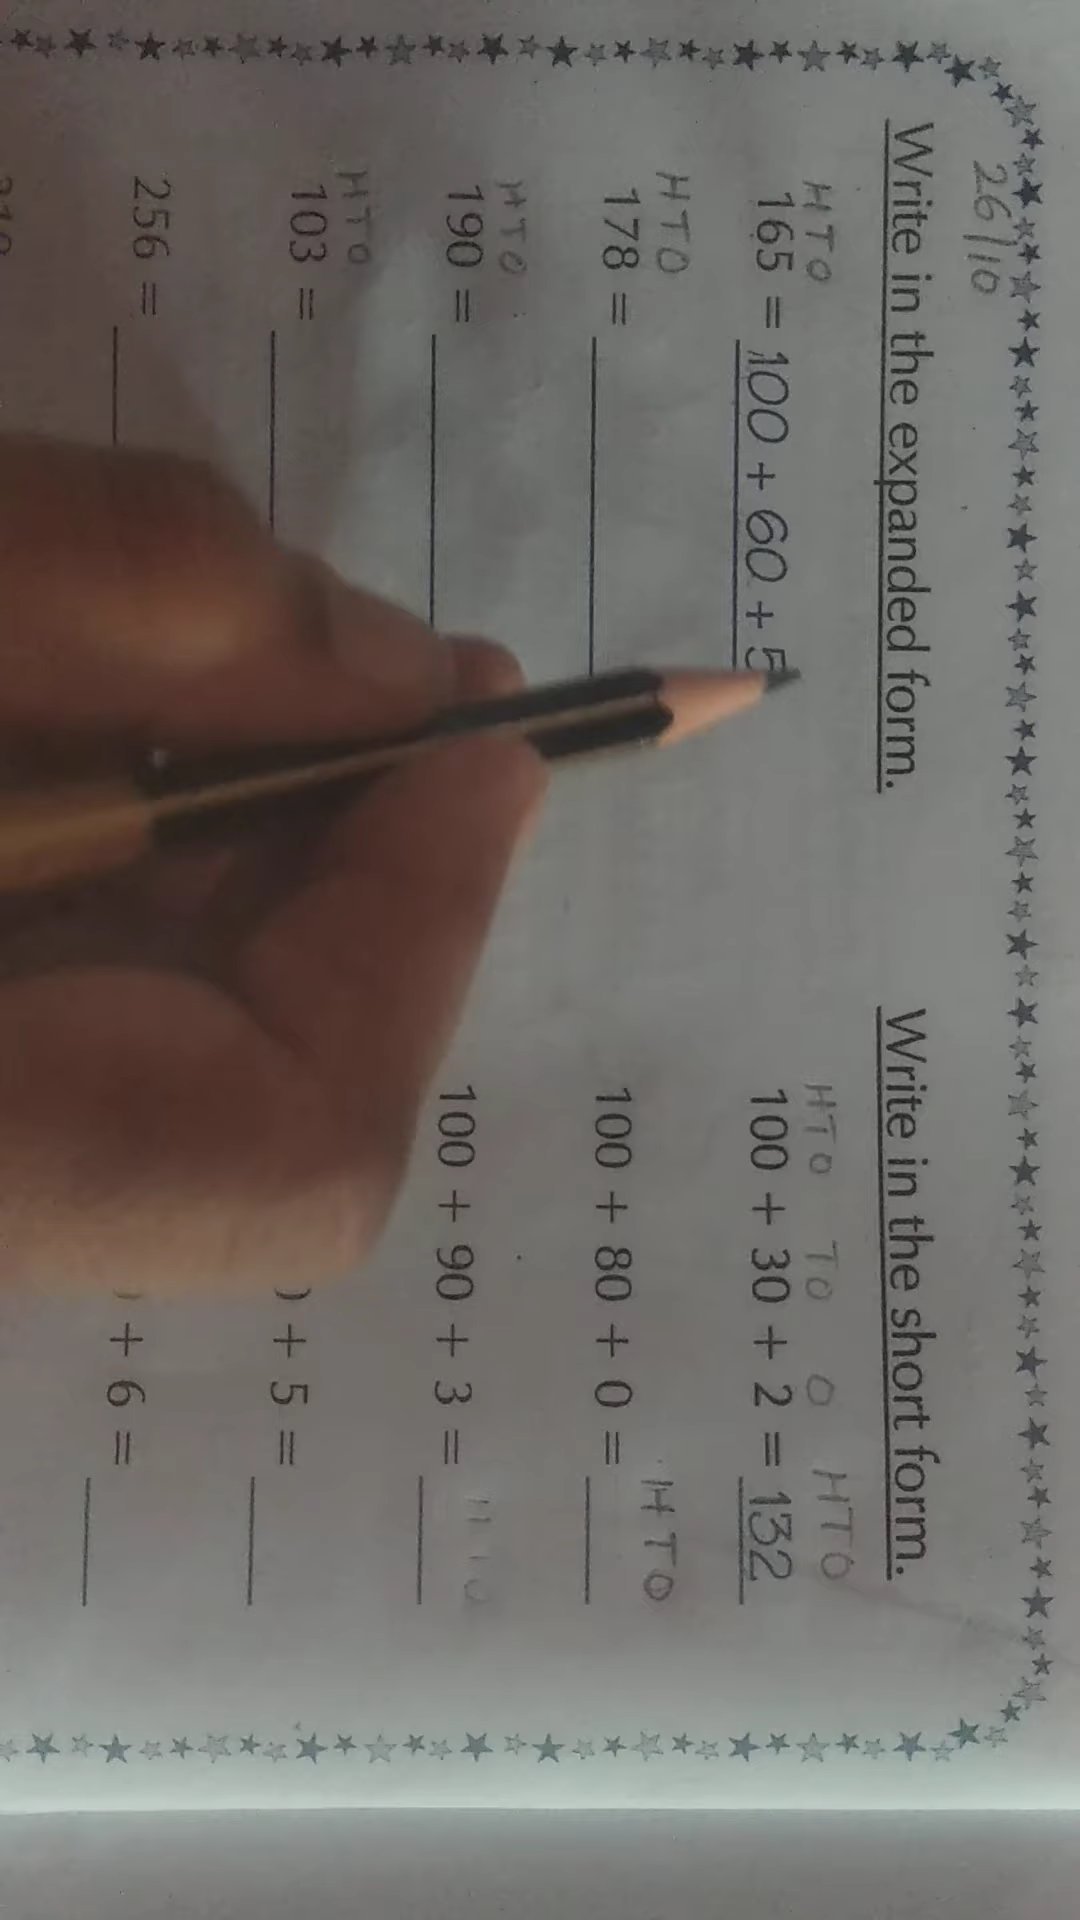 26/10
Write in the expanded form.
Write in the short form.
HTO
HTO TO O HTO
165 = 100 + 60 + 5
100 + 30 + 2 = 132
HTO
HTO
178 =
100 + 80 + 0 =
HTO
190 =
100 + 90 + 3 =
HTO
103 =
+ 5 =
256 =
+ 6 =